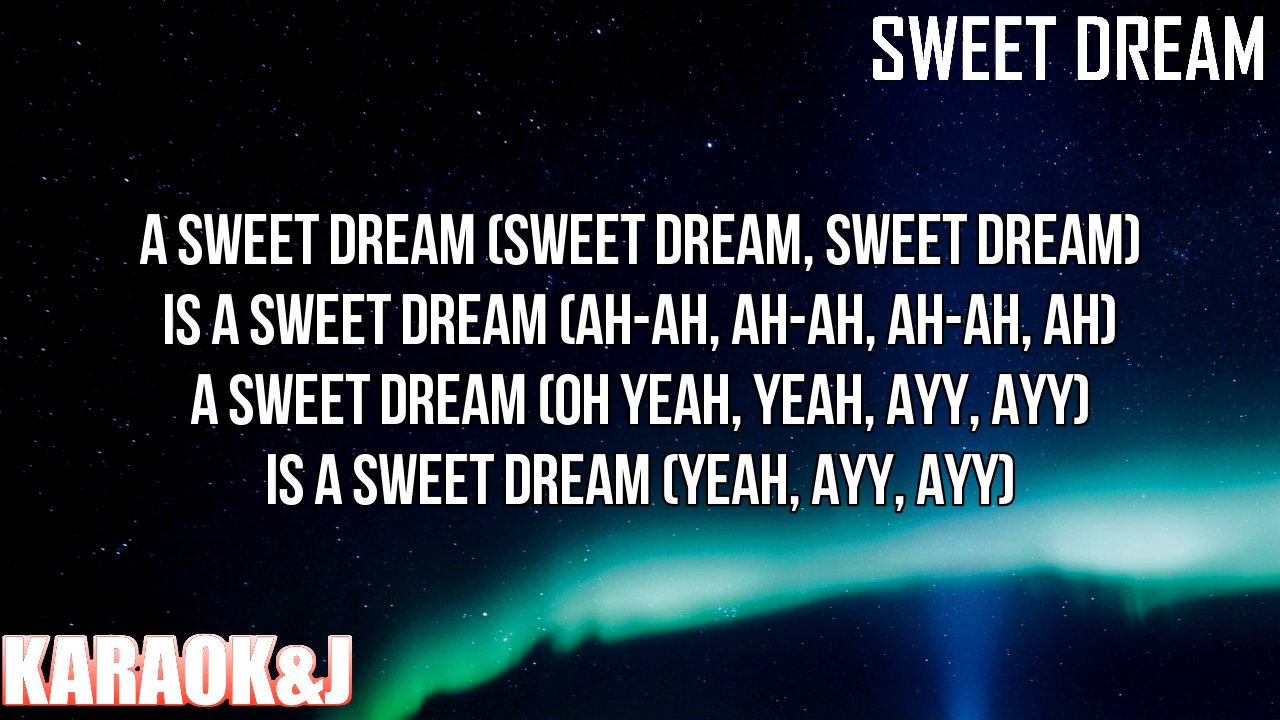 SWEET DREAM
A SWEET DREAM (SWEET DREAM, SWEET DREAM)
IS A SWEET DREAM (AH-AH, AH-AH, AH-AH, AH)
A SWEET DREAM (OH YEAH, YEAH, AYY, AYY)
IS A SWEET DREAM (YEAH, AYY, AYY)
KARAOK&J